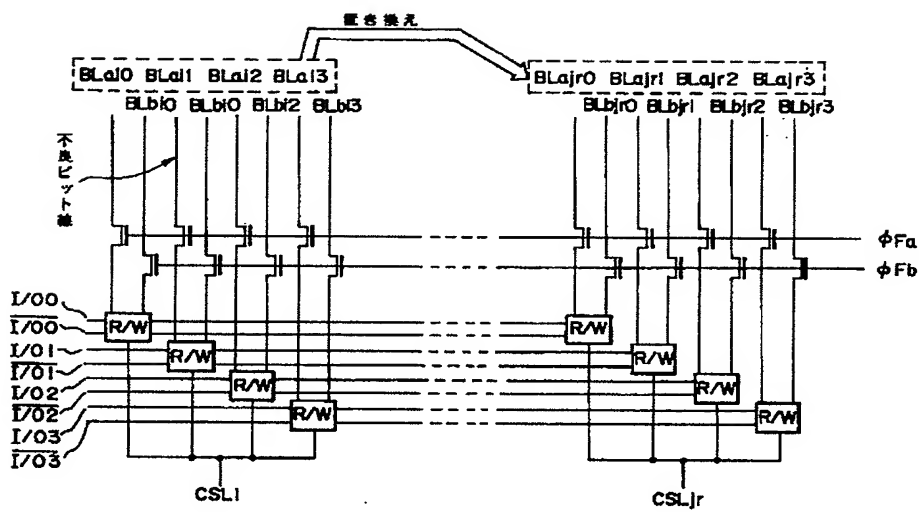 置き換え
BLai0 BLai1 BLai2 BLai3
BLajr0 BLajr1 BLajr2 BLajr3
BLbi0 BLbi0 BLbi2 BLbi3
BLbjr0 BLbjr1 BLbjr2 BLbjr3
不良ビット線
φFa
φFb
I/O0
I/O0
I/O1
I/O1
I/O2
I/O2
I/O3
I/O3
R/W
R/W
R/W
R/W
R/W
R/W
R/W
R/W
CSLi
CSLjr